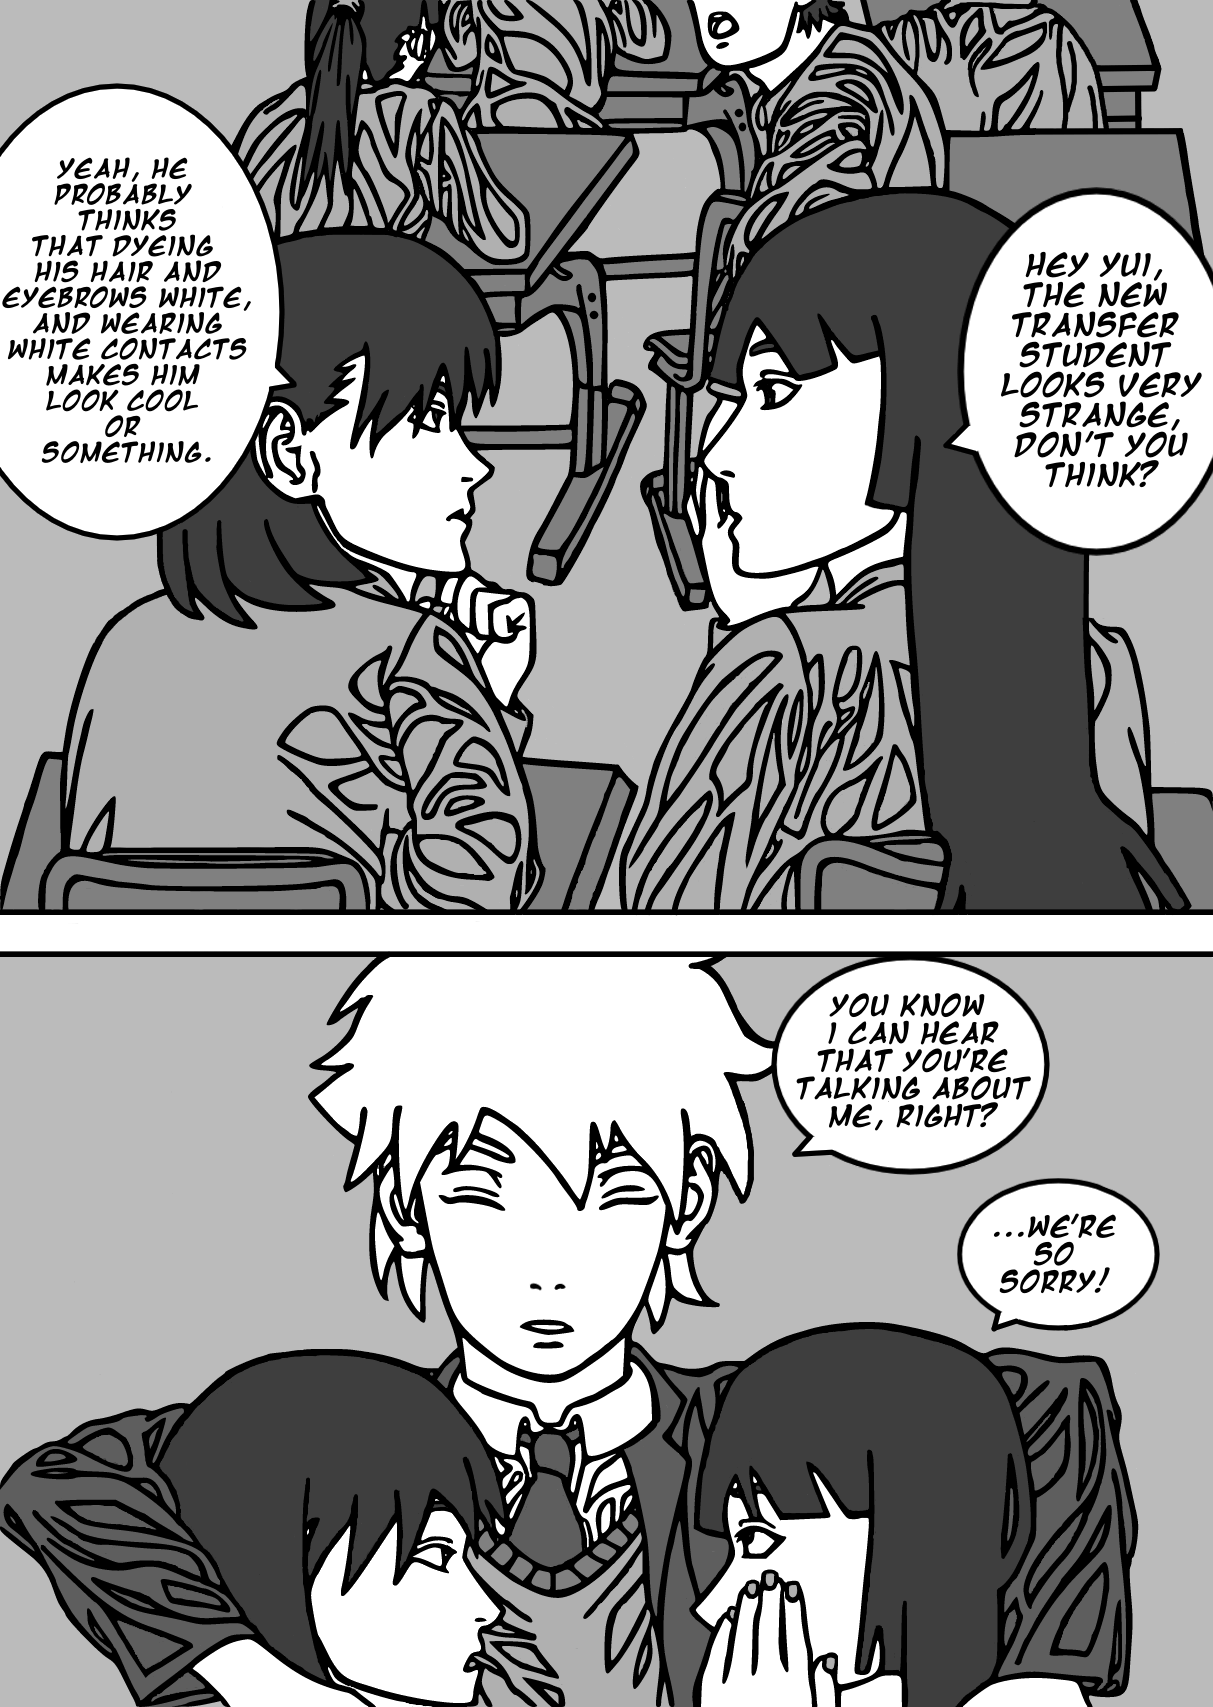 HEY YUI,
THE NEW
TRANSFER
STUDENT
LOOKS VERY
STRANGE,
DON'T YOU
THINK?
YEAH, HE
PROBABLY
THINKS
THAT DYEING
HIS HAIR AND
EYEBROWS WHITE,
AND WEARING
WHITE CONTACTS
MAKES HIM
LOOK COOL
OR
SOMETHING.
YOU KNOW
I CAN HEAR
THAT YOU'RE
TALKING ABOUT
ME, RIGHT?
...WE'RE
SO
SORRY!